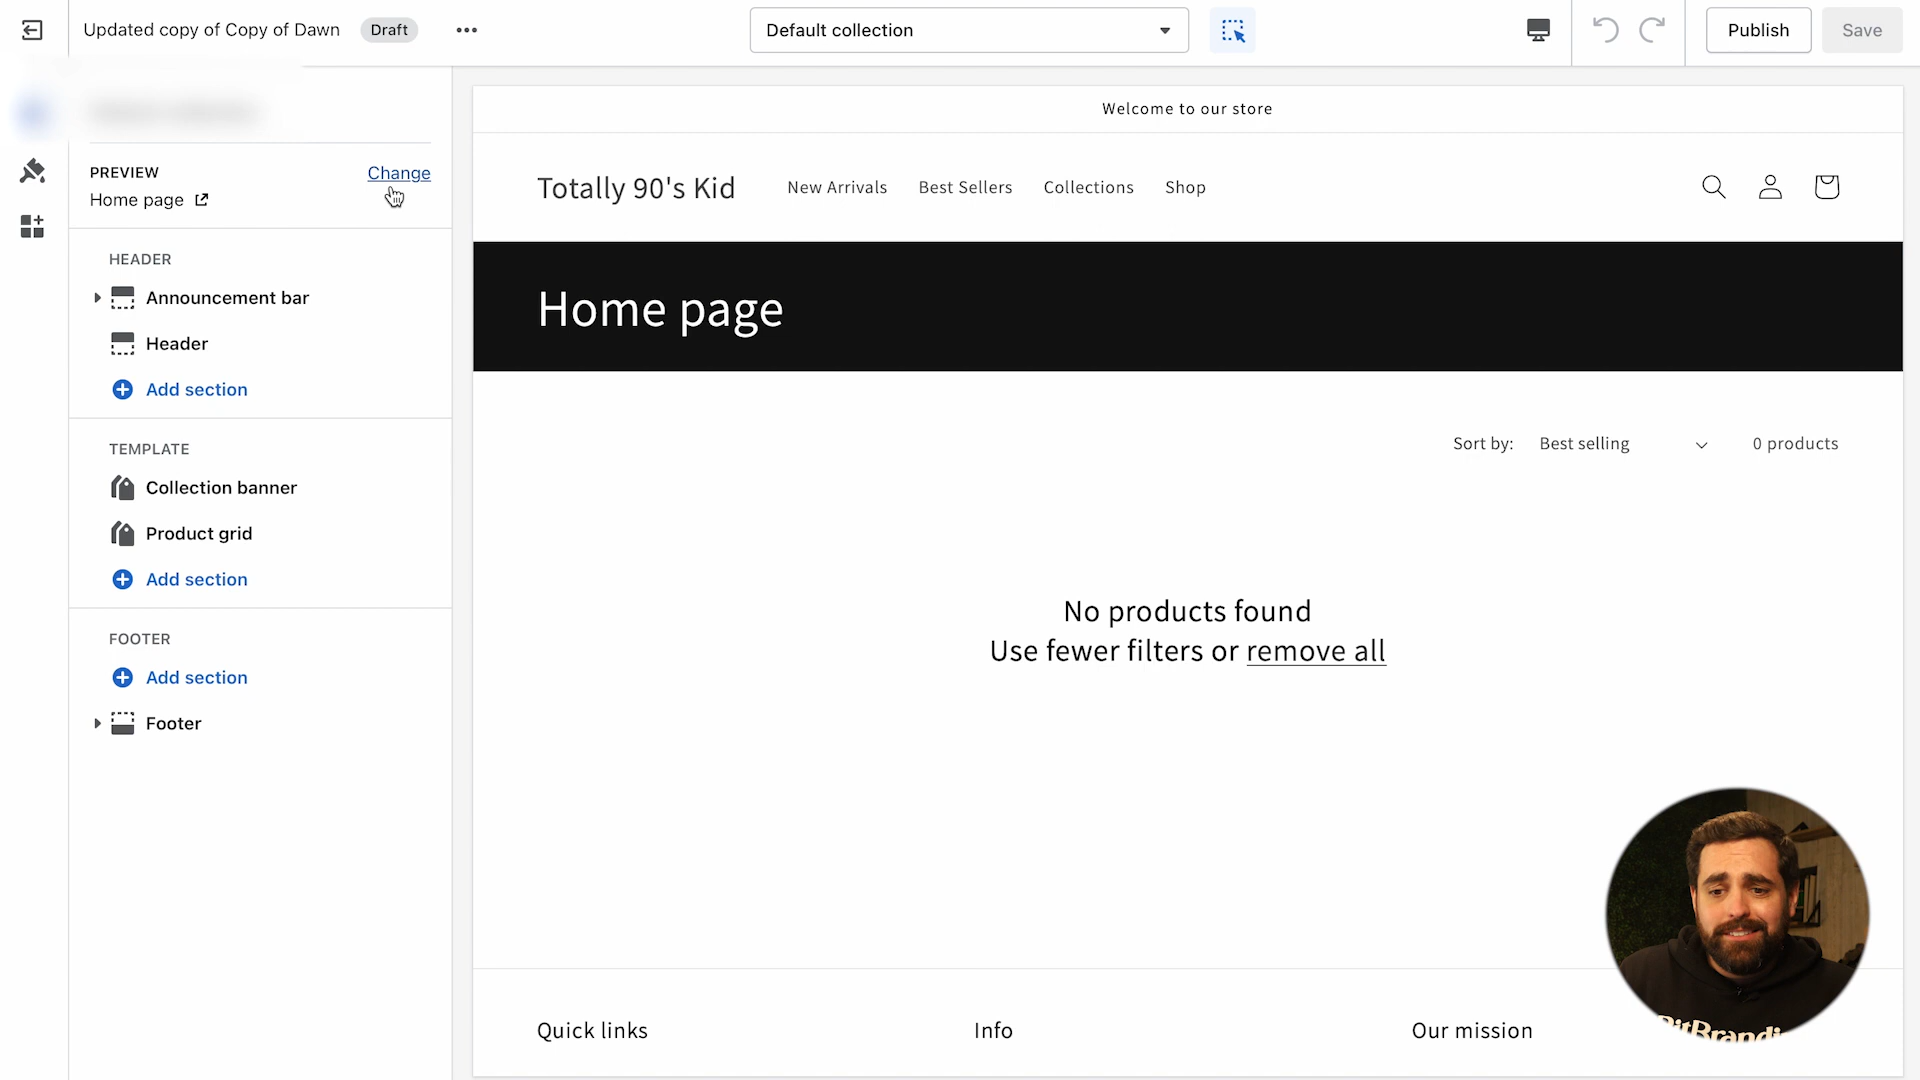 Updated copy of Copy of Dawn
Draft
Default collection
Publish
Save
PREVIEW
Change
Home page
HEADER
Announcement bar
Header
Add section
TEMPLATE
Collection banner
Product grid
Add section
FOOTER
Add section
Footer
Welcome to our store
Totally 90's Kid
New Arrivals
Best Sellers
Collections
Shop
Home page
Sort by:
Best selling
0 products
No products found
Use fewer filters or remove all
Quick links
Info
Our mission